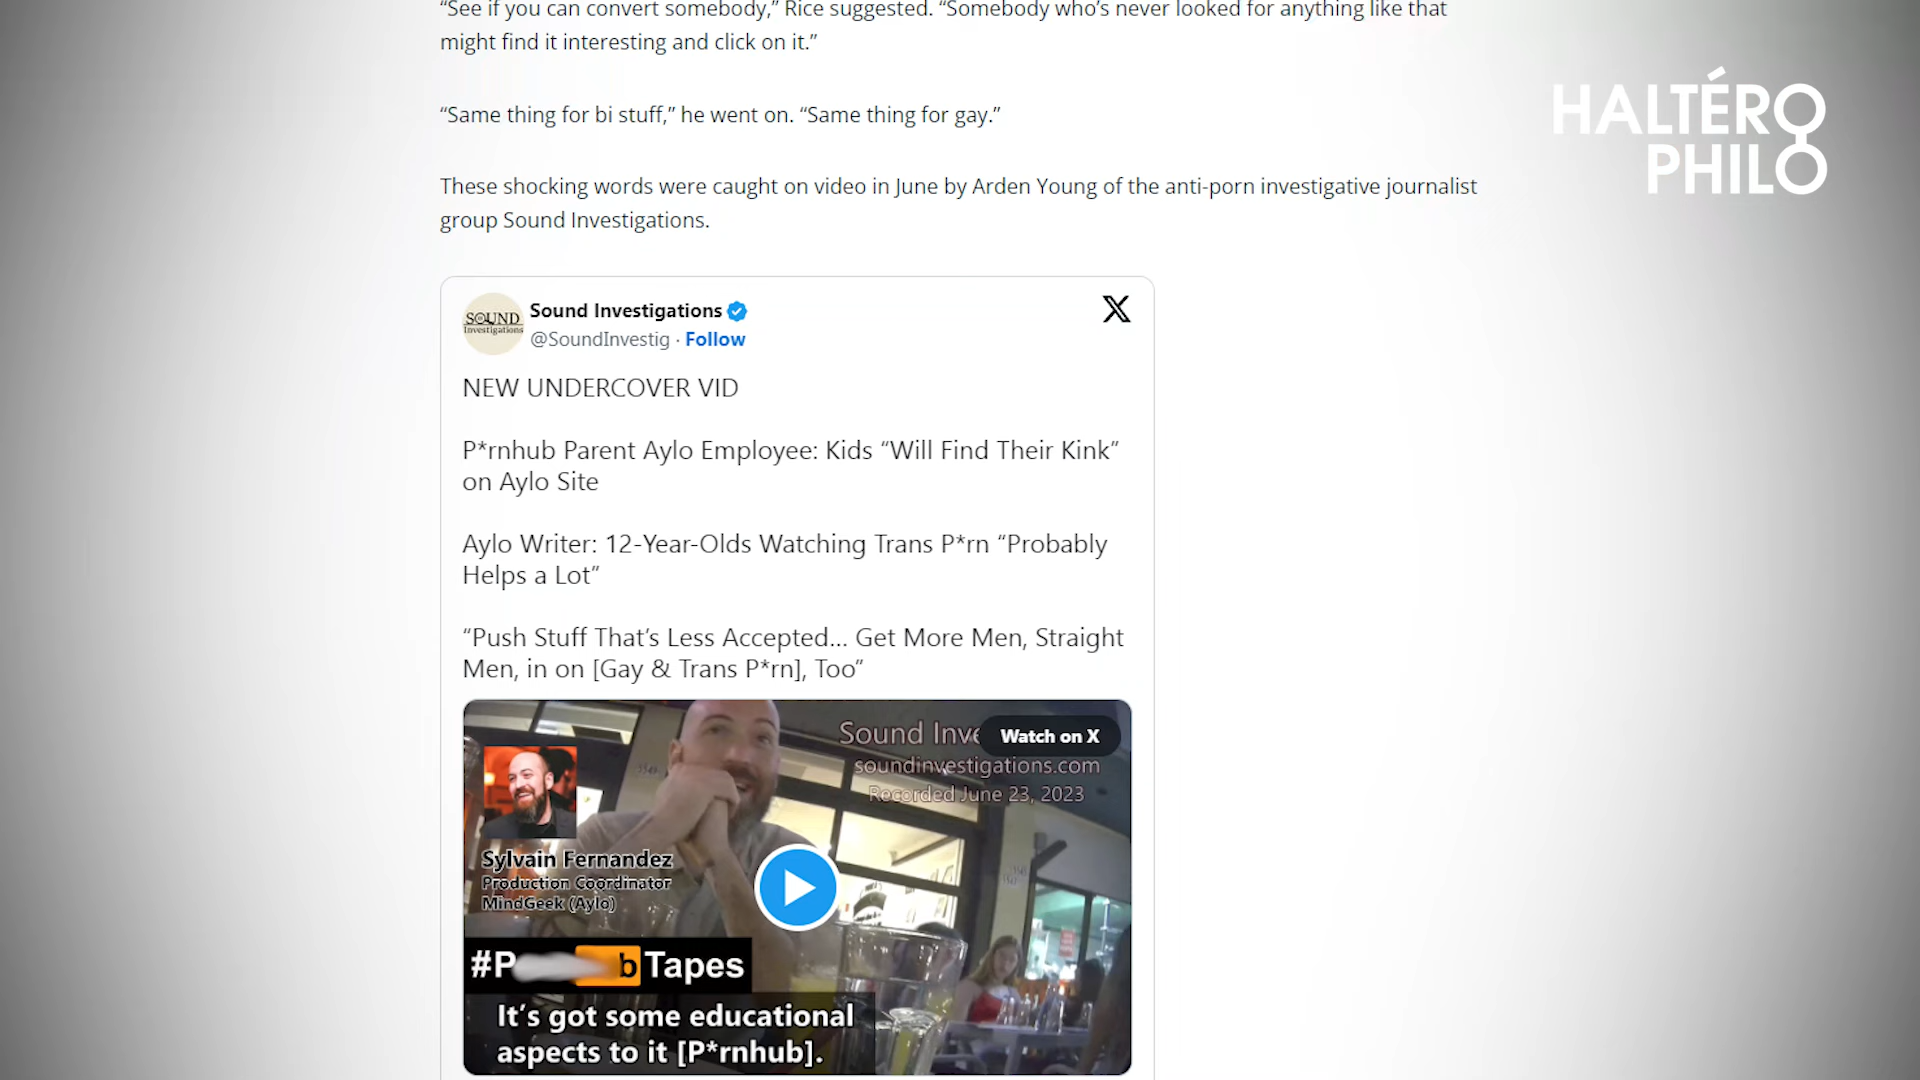 “See if you can convert somebody,” Rice suggested. “Somebody who’s never looked for anything like that
might find it interesting and click on it.”
“Same thing for bi stuff,” he went on. “Same thing for gay.”
These shocking words were caught on video in June by Arden Young of the anti-porn investigative journalist
group Sound Investigations.
HALTÉRO
PHILO
SOUND
Investigations
Sound Investigations
@SoundInvestig · Follow
NEW UNDERCOVER VID
P*rnhub Parent Aylo Employee: Kids “Will Find Their Kink”
on Aylo Site
Aylo Writer: 12-Year-Olds Watching Trans P*rn “Probably
Helps a Lot”
“Push Stuff That’s Less Accepted... Get More Men, Straight
Men, in on [Gay & Trans P*rn], Too”
Sound Inve
Watch on X
soundinvestigations.com
Recorded June 23, 2023
Sylvain Fernandez
Production Coordinator
MindGeek (Aylo)
#P b Tapes
It’s got some educational
aspects to it [P*rnhub].